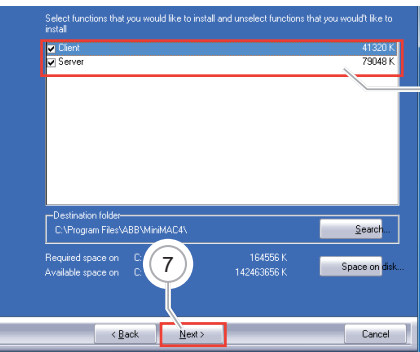 Select functions that you would like to install and unselect functions that you would't like to
install
Client 41320 K
Server 79048 K
Destination folder
C:\Program Files\ABB\MiniMAC4\
Search...
Required space on C: 164556 K
Available space on C: 142463656 K
Space on disk...
7
< Back Next > Cancel